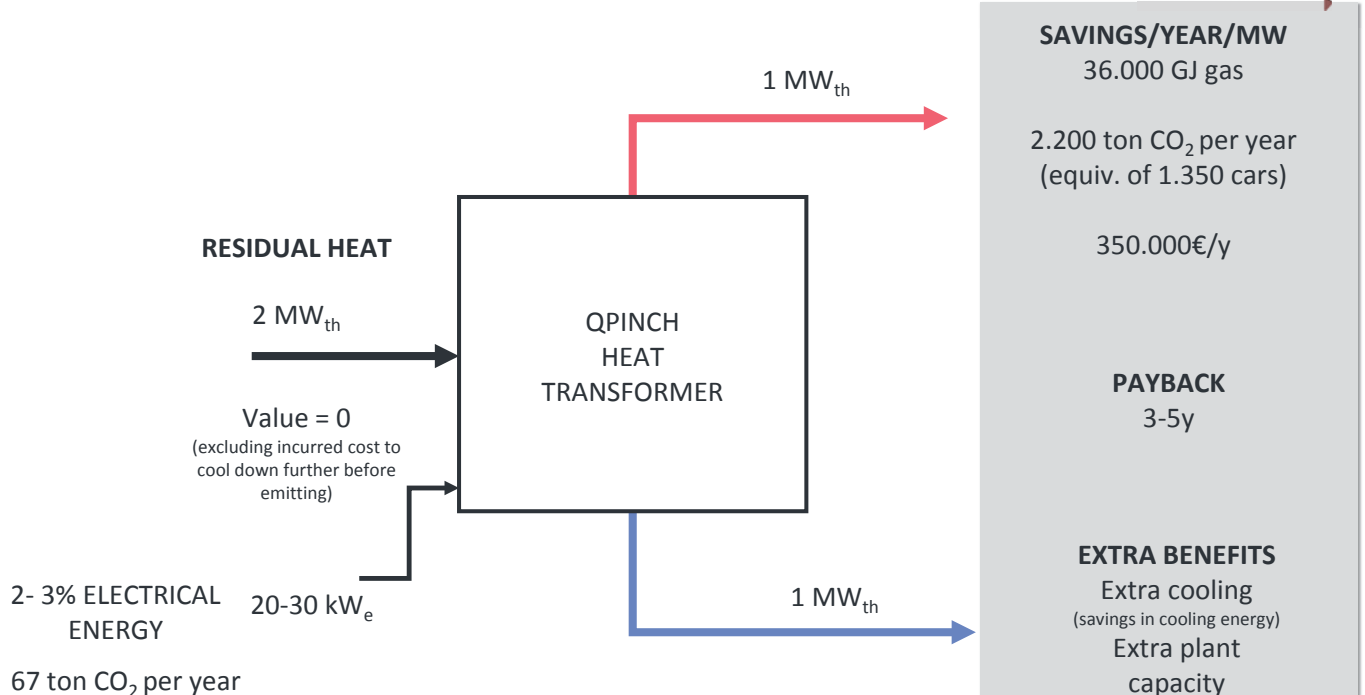 SAVINGS/YEAR/MW
36.000 GJ gas
2.200 ton CO₂ per year
(equiv. of 1.350 cars)
350.000€/y
PAYBACK
3-5y
EXTRA BENEFITS
Extra cooling
(savings in cooling energy)
Extra plant
capacity
1 MWth
RESIDUAL HEAT
2 MWth
Value = 0
(excluding incurred cost to
cool down further before
emitting)
QPINCH
HEAT
TRANSFORMER
2- 3% ELECTRICAL
ENERGY
20-30 kWe
67 ton CO₂ per year
1 MWth